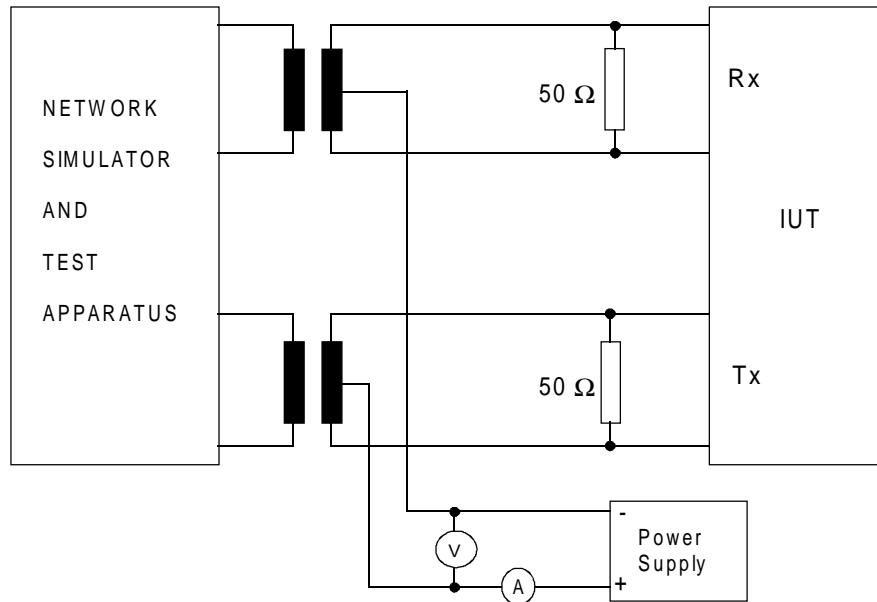 NETWORK
SIMULATOR
AND
TEST
APPARATUS
50 Ω
Rx
IUT
50 Ω
Tx
-
Power
Supply
V
A
+